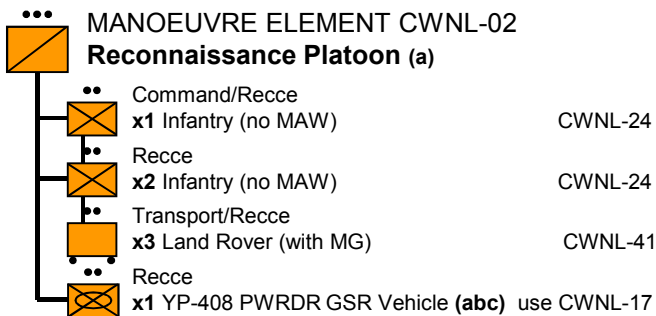 MANOEUVRE ELEMENT CWNL-02
Reconnaissance Platoon (a)
Command/Recce
x1 Infantry (no MAW) CWNL-24
Recce
x2 Infantry (no MAW) CWNL-24
Transport/Recce
x3 Land Rover (with MG) CWNL-41
Recce
x1 YP-408 PWRDR GSR Vehicle (abc) use CWNL-17